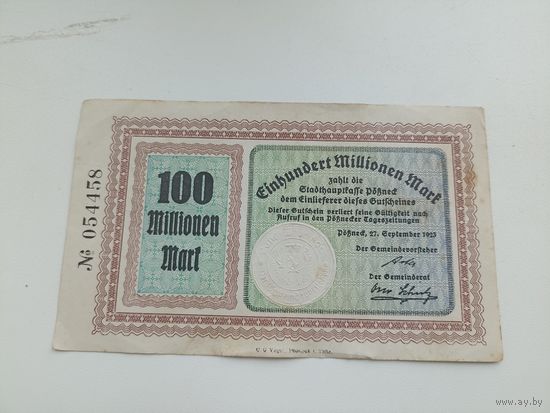 100
Millionen
Mark
№ 054458
Einhundert Millionen Mark
zahlt die
Stadthauptkasse Pößneck
dem Einlieferer dieses Gutscheines
Dieser Gutschein verliert seine Gültigkeit nach
Aufruf in den Pößnecker Tageszeitungen
Pößneck, 27. September 1923
Der Gemeindevorsteher
Der Gemeinderat
www.ay.by